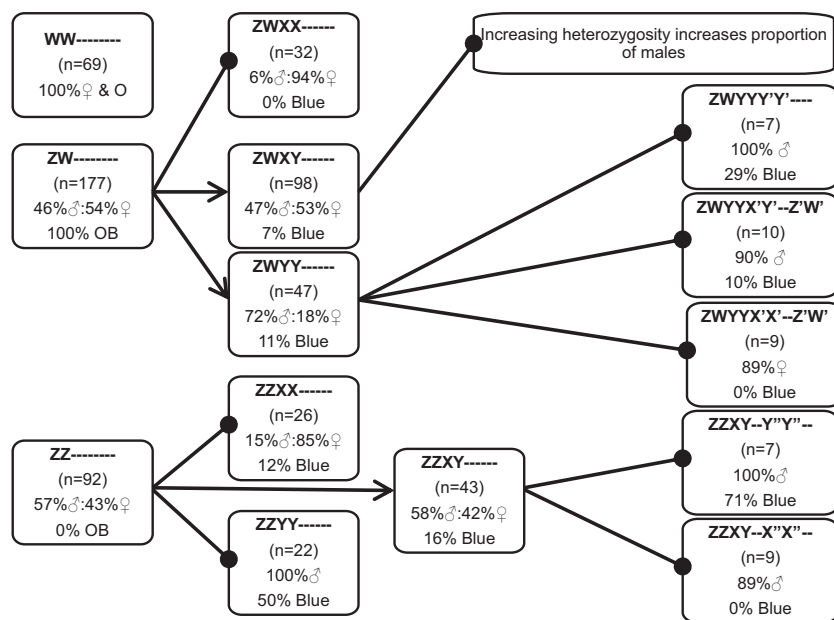 WW--------
(n=69)
100%♀ & O
ZW--------
(n=177)
46%♂:54%♀
100% OB
ZWXX------
(n=32)
6%♂:94%♀
0% Blue
ZWXY------
(n=98)
47%♂:53%♀
7% Blue
ZWYY------
(n=47)
72%♂:18%♀
11% Blue
Increasing heterozygosity increases proportion
of males
ZWYYY'Y'----
(n=7)
100% ♂
29% Blue
ZWYYX'Y'--Z'W'
(n=10)
90% ♂
10% Blue
ZWYYX'X'--Z'W'
(n=9)
89%♀
0% Blue
ZZ--------
(n=92)
57%♂:43%♀
0% OB
ZZXX------
(n=26)
15%♂:85%♀
12% Blue
ZZYY------
(n=22)
100%♂
50% Blue
ZZXY------
(n=43)
58%♂:42%♀
16% Blue
ZZXY--Y"Y"--
(n=7)
100%♂
71% Blue
ZZXY--X"X"--
(n=9)
89%♂
0% Blue